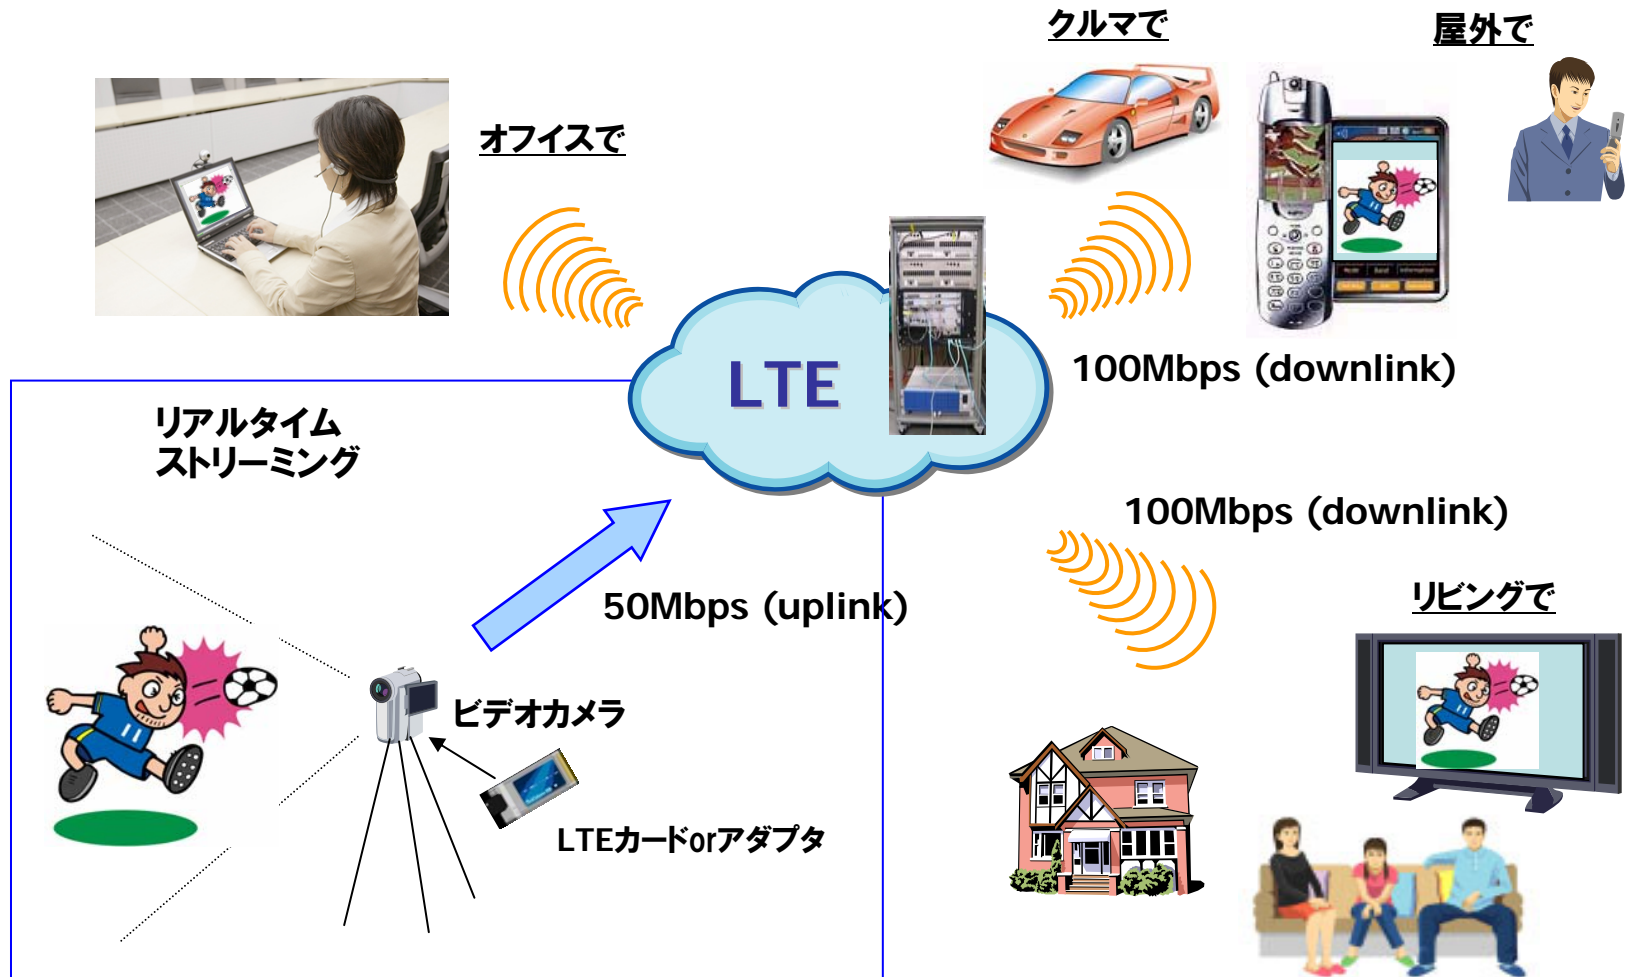 クルマで
屋外で
オフィスで
LTE
100Mbps (downlink)
リアルタイム
ストリーミング
100Mbps (downlink)
50Mbps (uplink)
リビングで
ビデオカメラ
LTEカードorアダプタ